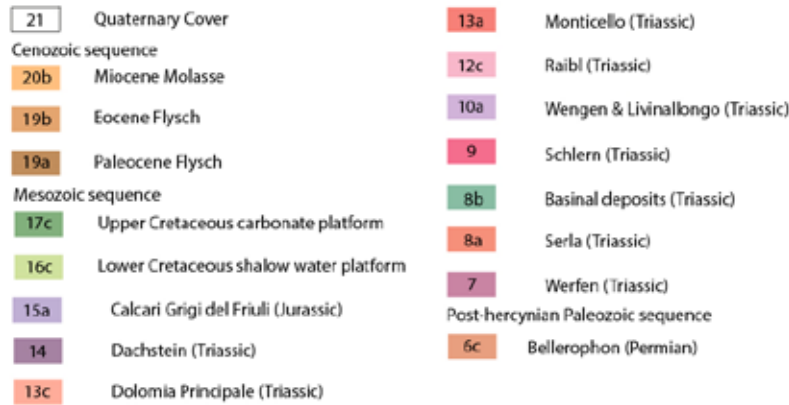 21 Quaternary Cover
Cenozoic sequence
20b Miocene Molasse
19b Eocene Flysch
19a Paleocene Flysch
Mesozoic sequence
17c Upper Cretaceous carbonate platform
16c Lower Cretaceous shalow water platform
15a Calcari Grigi del Friuli (Jurassic)
14 Dachstein (Triassic)
13c Dolomia Principale (Triassic)
13a Monticello (Triassic)
12c Raibl (Triassic)
10a Wengen & Livinallongo (Triassic)
9 Schlern (Triassic)
8b Basinal deposits (Triassic)
8a Serla (Triassic)
7 Werfen (Triassic)
Post-hercynian Paleozoic sequence
6c Bellerophon (Permian)